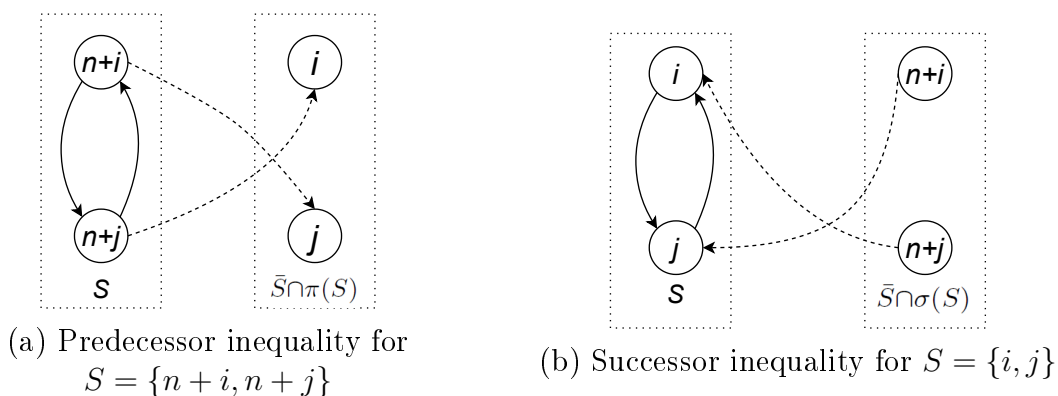 n+i
i
n+j
j
S
S̄∩π(S)
(a) Predecessor inequality for
S = {n + i, n + j}
i
n+i
j
n+j
S
S̄∩σ(S)
(b) Successor inequality for S = {i, j}